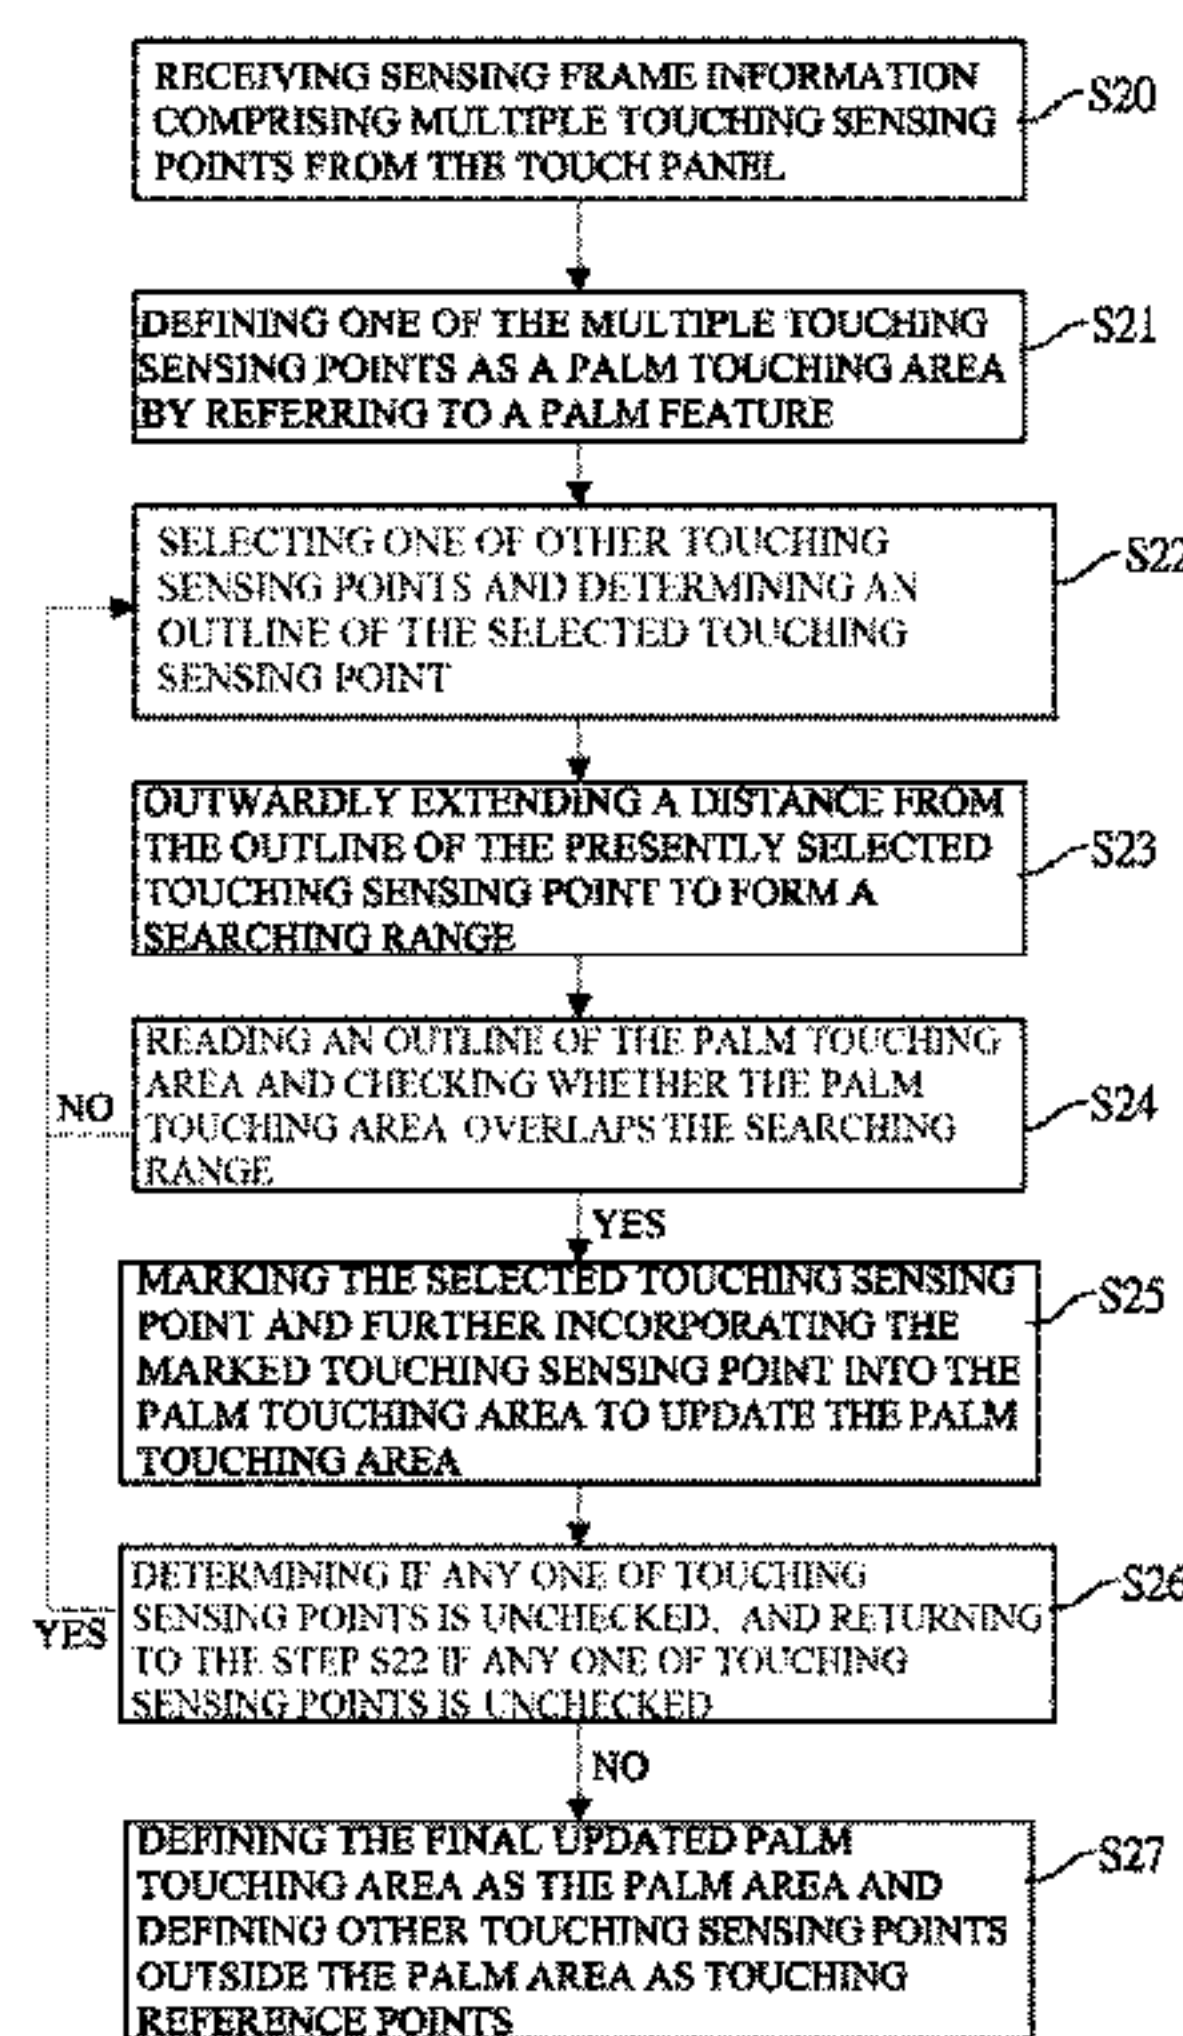 RECEIVING SENSING FRAME INFORMATION
COMPRISING MULTIPLE TOUCHING SENSING
POINTS FROM THE TOUCH PANEL
S20
DEFINING ONE OF THE MULTIPLE TOUCHING
SENSING POINTS AS A PALM TOUCHING AREA
BY REFERRING TO A PALM FEATURE
S21
SELECTING ONE OF OTHER TOUCHING
SENSING POINTS AND DETERMINING AN
OUTLINE OF THE SELECTED TOUCHING
SENSING POINT
S22
OUTWARDLY EXTENDING A DISTANCE FROM
THE OUTLINE OF THE PRESENTLY SELECTED
TOUCHING SENSING POINT TO FORM A
SEARCHING RANGE
S23
READING AN OUTLINE OF THE PALM TOUCHING
AREA AND CHECKING WHETHER THE PALM
TOUCHING AREA OVERLAPS THE SEARCHING
RANGE
S24
NO
YES
MARKING THE SELECTED TOUCHING SENSING
POINT AND FURTHER INCORPORATING THE
MARKED TOUCHING SENSING POINT INTO THE
PALM TOUCHING AREA TO UPDATE THE PALM
TOUCHING AREA
S25
DETERMINING IF ANY ONE OF TOUCHING
SENSING POINTS IS UNCHECKED, AND RETURNING
TO THE STEP S22 IF ANY ONE OF TOUCHING
SENSING POINTS IS UNCHECKED
S26
YES
NO
DEFINING THE FINAL UPDATED PALM
TOUCHING AREA AS THE PALM AREA AND
DEFINING OTHER TOUCHING SENSING POINTS
OUTSIDE THE PALM AREA AS TOUCHING
REFERENCE POINTS
S27